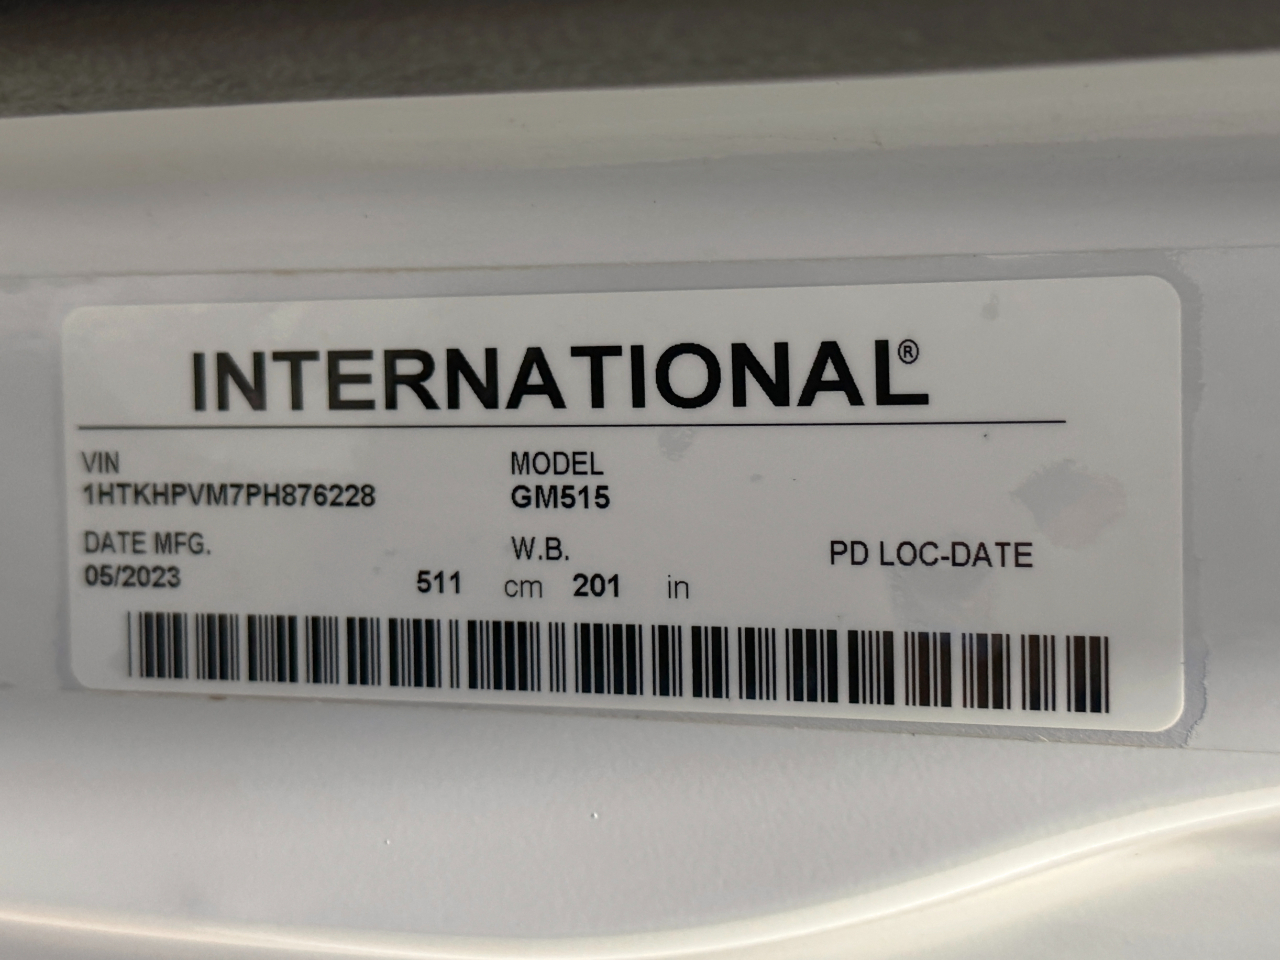 INTERNATIONAL®
VIN
1HTKHPVM7PH876228
MODEL
GM515
DATE MFG.
05/2023
W.B.
511 cm 201 in
PD LOC-DATE